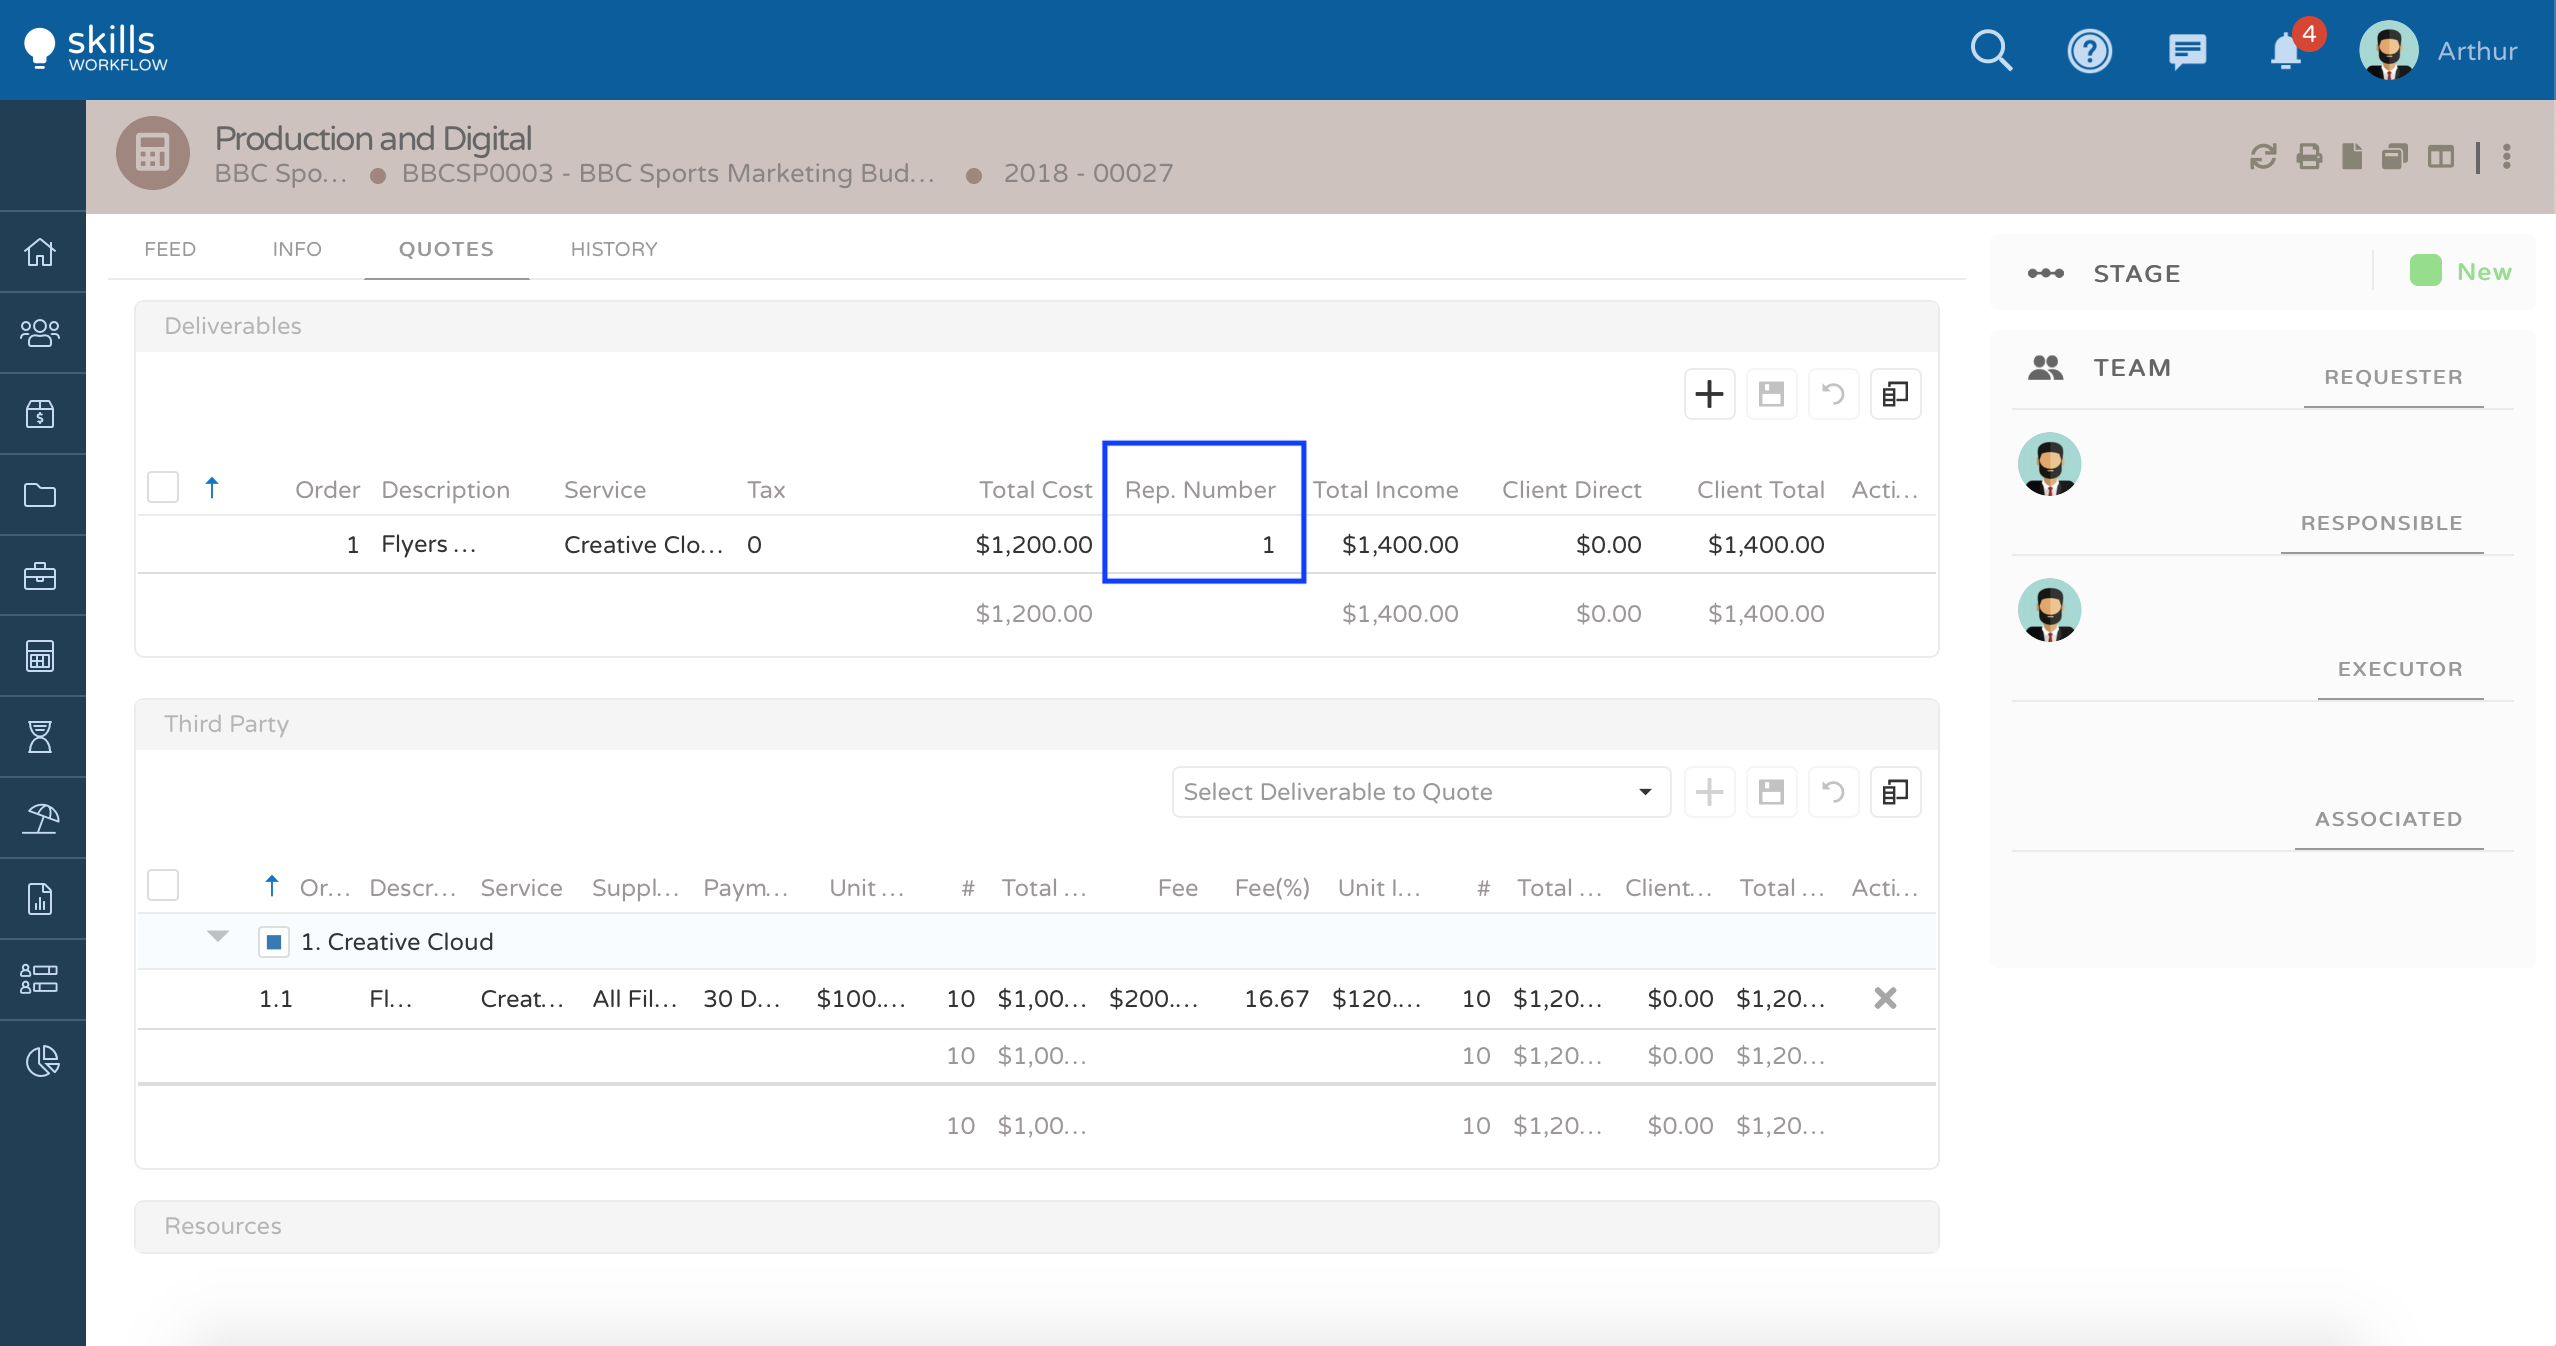 skills
WORKFLOW
4
Arthur
Production and Digital
BBC Spo... BBCSP0003 - BBC Sports Marketing Bud... 2018 - 00027
FEED INFO QUOTES HISTORY
STAGE New
Deliverables
TEAM REQUESTER
Order Description Service Tax Total Cost Rep. Number Total Income Client Direct Client Total Acti...
1 Flyers ... Creative Clo... 0 $1,200.00 1 $1,400.00 $0.00 $1,400.00
$1,200.00 $1,400.00 $0.00 $1,400.00
RESPONSIBLE
EXECUTOR
ASSOCIATED
Third Party
Select Deliverable to Quote
Or... Descr... Service Suppl... Paym... Unit ... # Total ... Fee Fee(%) Unit I... # Total ... Client... Total ... Acti...
1. Creative Cloud
1.1 Fl... Creat... All Fil... 30 D... $100.... 10 $1,00... $200.... 16.67 $120.... 10 $1,20... $0.00 $1,20...
10 $1,00... 10 $1,20... $0.00 $1,20...
10 $1,00... 10 $1,20... $0.00 $1,20...
Resources